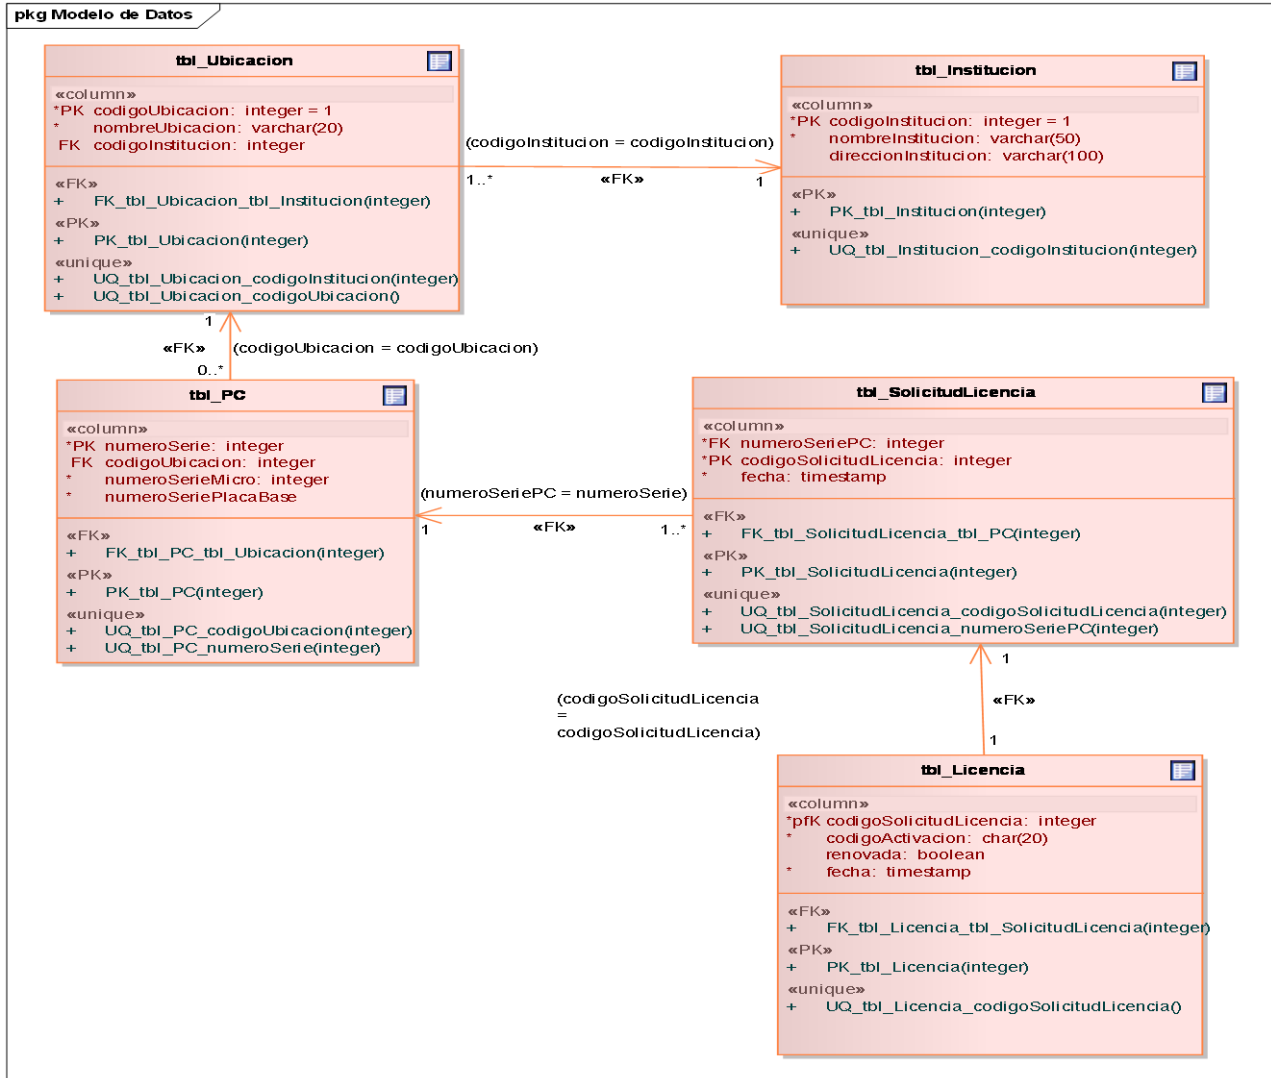 pkg Modelo de Datos
tbl_Ubicacion
«column»
*PK codigoUbicacion: integer = 1
* nombreUbicacion: varchar(20)
FK codigoInstitucion: integer
«FK»
+ FK_tbl_Ubicacion_tbl_Institucion(integer)
«PK»
+ PK_tbl_Ubicacion(integer)
«unique»
+ UQ_tbl_Ubicacion_codigoInstitucion(integer)
+ UQ_tbl_Ubicacion_codigoUbicacion()
(codigoInstitucion = codigoInstitucion)
1..* «FK» 1
tbl_Institucion
«column»
*PK codigoInstitucion: integer = 1
* nombreInstitucion: varchar(50)
direccionInstitucion: varchar(100)
«PK»
+ PK_tbl_Institucion(integer)
«unique»
+ UQ_tbl_Institucion_codigoInstitucion(integer)
1
«FK» (codigoUbicacion = codigoUbicacion)
0..*
tbl_PC
«column»
*PK numeroSerie: integer
FK codigoUbicacion: integer
* numeroSerieMicro: integer
* numeroSeriePlacaBase
«FK»
+ FK_tbl_PC_tbl_Ubicacion(integer)
«PK»
+ PK_tbl_PC(integer)
«unique»
+ UQ_tbl_PC_codigoUbicacion(integer)
+ UQ_tbl_PC_numeroSerie(integer)
(numeroSeriePC = numeroSerie)
1 «FK» 1..*
tbl_SolicitudLicencia
«column»
*FK numeroSeriePC: integer
*PK codigoSolicitudLicencia: integer
* fecha: timestamp
«FK»
+ FK_tbl_SolicitudLicencia_tbl_PC(integer)
«PK»
+ PK_tbl_SolicitudLicencia(integer)
«unique»
+ UQ_tbl_SolicitudLicencia_codigoSolicitudLicencia(integer)
+ UQ_tbl_SolicitudLicencia_numeroSeriePC(integer)
1
(codigoSolicitudLicencia
=
codigoSolicitudLicencia)
«FK»
1
tbl_Licencia
«column»
*pfK codigoSolicitudLicencia: integer
* codigoActivacion: char(20)
renovada: boolean
* fecha: timestamp
«FK»
+ FK_tbl_Licencia_tbl_SolicitudLicencia(integer)
«PK»
+ PK_tbl_Licencia(integer)
«unique»
+ UQ_tbl_Licencia_codigoSolicitudLicencia()